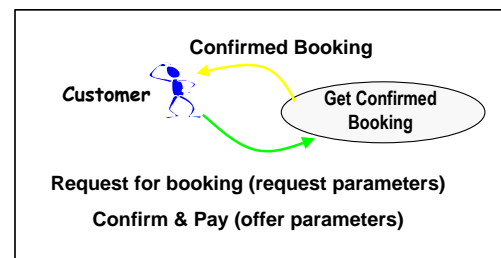 Confirmed Booking
Customer
Get Confirmed
Booking
Request for booking (request parameters)
Confirm & Pay (offer parameters)